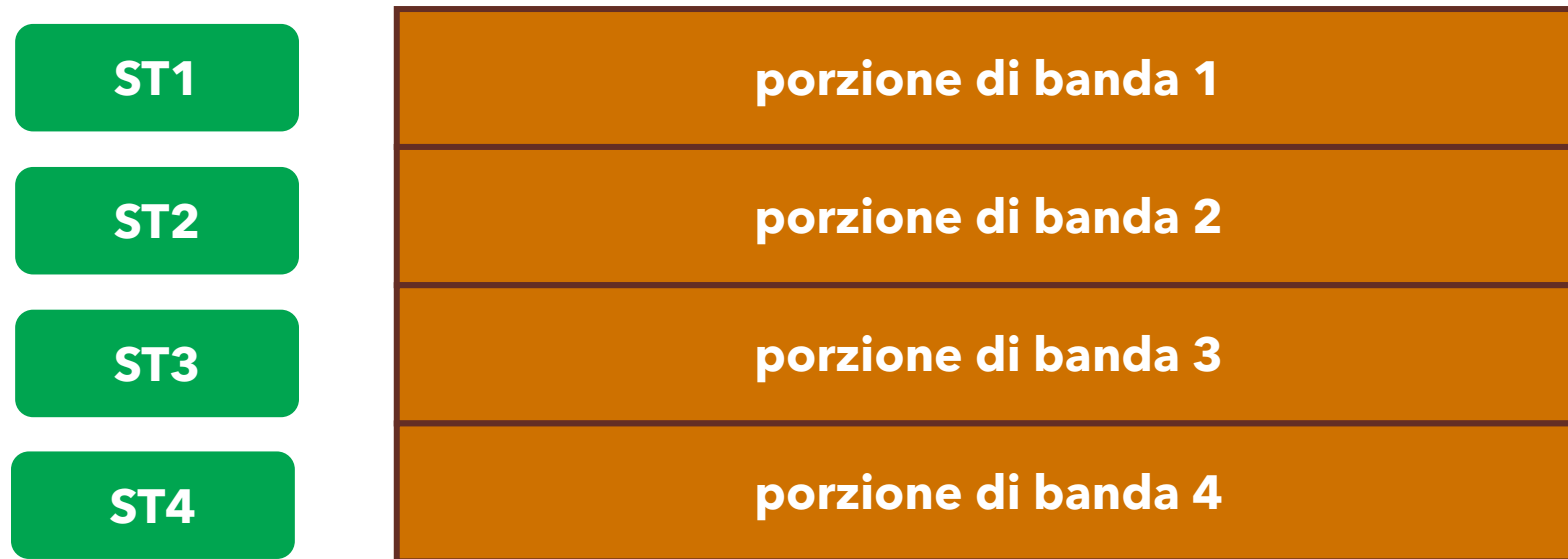 ST1
porzione di banda 1
ST2
porzione di banda 2
ST3
porzione di banda 3
ST4
porzione di banda 4